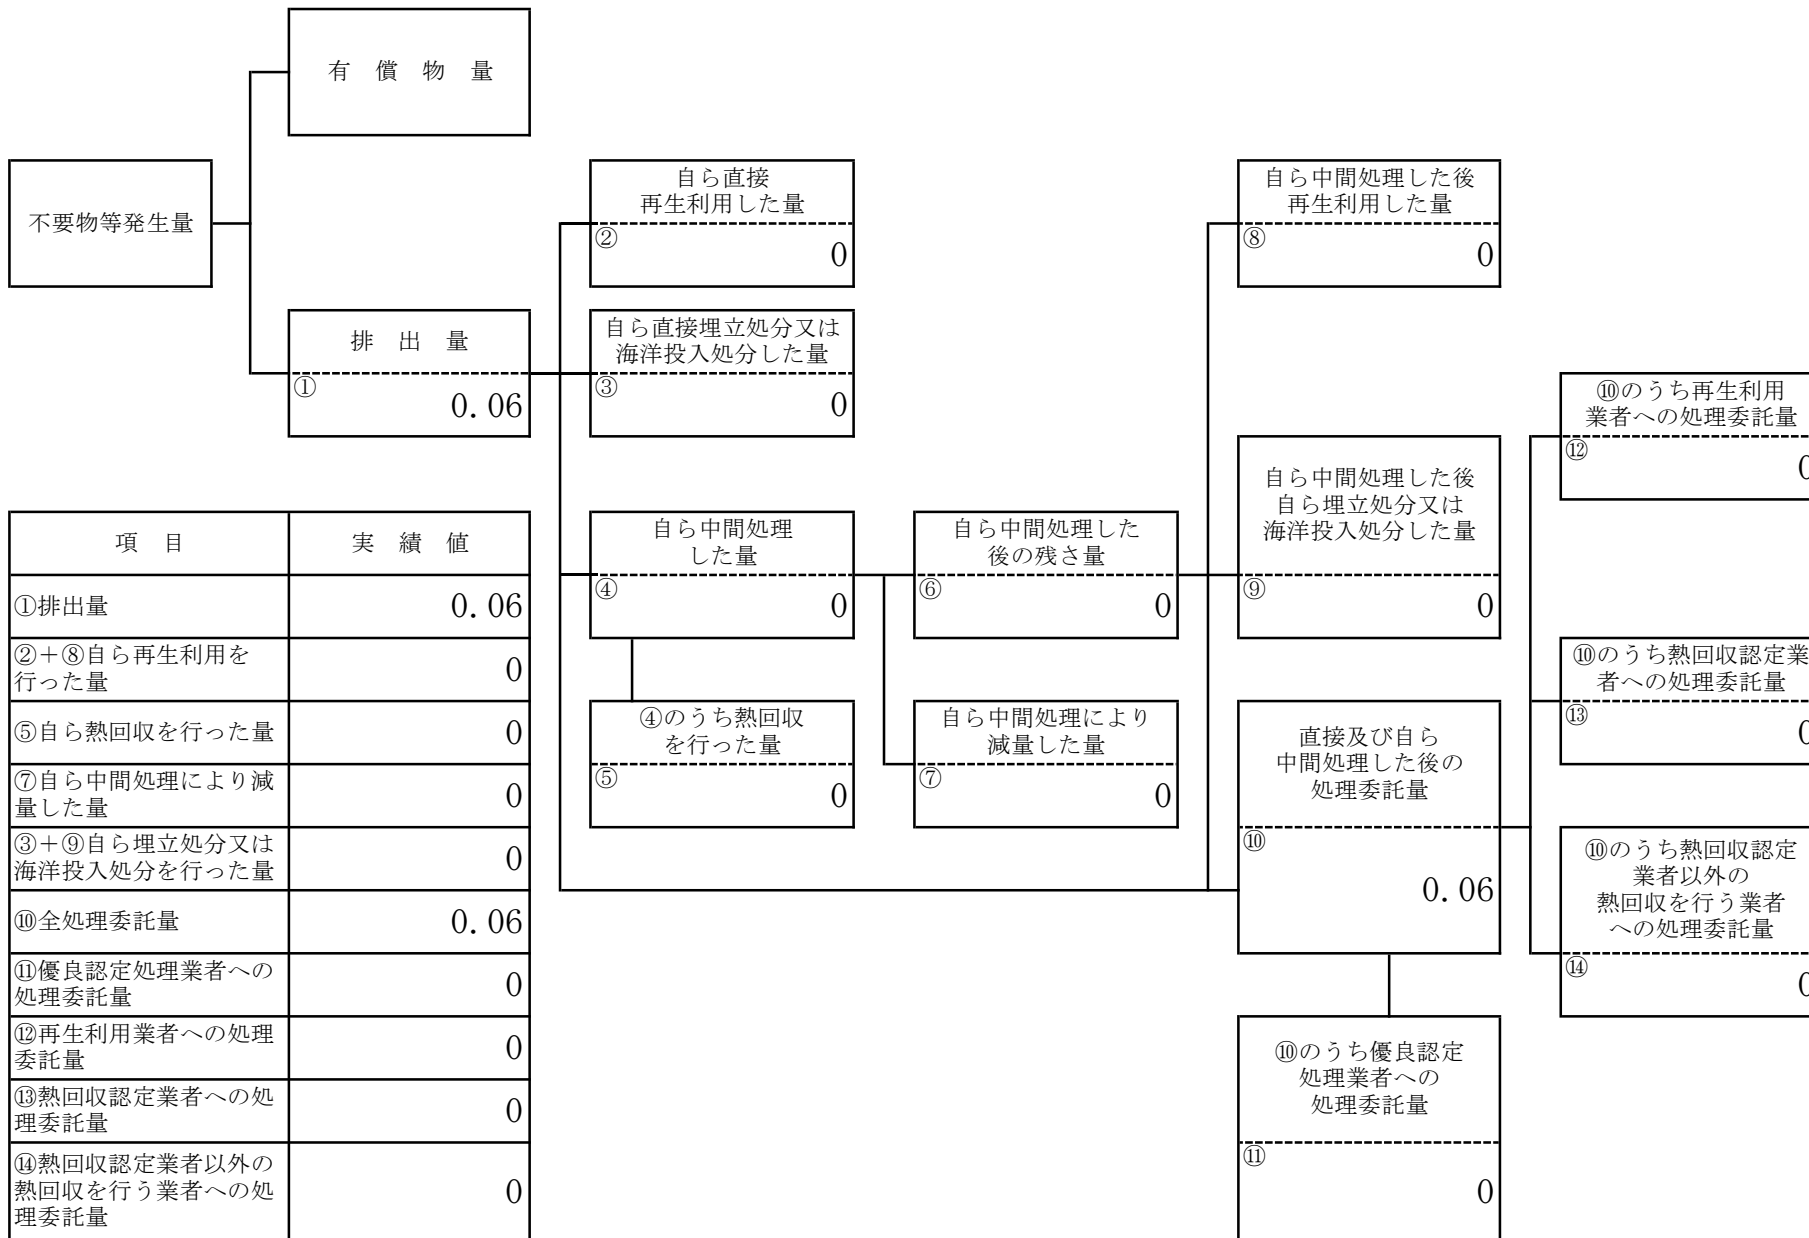 有　償　物　量
不要物等発生量
自ら直接
再生利用した量
②
0
自ら中間処理した後
再生利用した量
⑧
0
排　出　量
①
0.06
自ら直接埋立処分又は
海洋投入処分した量
③
0
⑩のうち再生利用
業者への処理委託量
⑫
0
自ら中間処理した後
自ら埋立処分又は
海洋投入処分した量
⑨
0
自ら中間処理
した量
④
0
自ら中間処理した
後の残さ量
⑥
0
⑩のうち熱回収認定業
者への処理委託量
⑬
0
④のうち熱回収
を行った量
⑤
0
自ら中間処理により
減量した量
⑦
0
直接及び自ら
中間処理した後の
処理委託量
⑩
0.06
⑩のうち熱回収認定
業者以外の
熱回収を行う業者
への処理委託量
⑭
0
⑩のうち優良認定
処理業者への
処理委託量
⑪
0
項　目　実　績　値
①排出量　0.06
②＋⑧自ら再生利用を
行った量　0
⑤自ら熱回収を行った量　0
⑦自ら中間処理により減
量した量　0
③＋⑨自ら埋立処分又は
海洋投入処分を行った量　0
⑩全処理委託量　0.06
⑪優良認定処理業者への
処理委託量　0
⑫再生利用業者への処理
委託量　0
⑬熱回収認定業者への処
理委託量　0
⑭熱回収認定業者以外の
熱回収を行う業者への処
理委託量　0